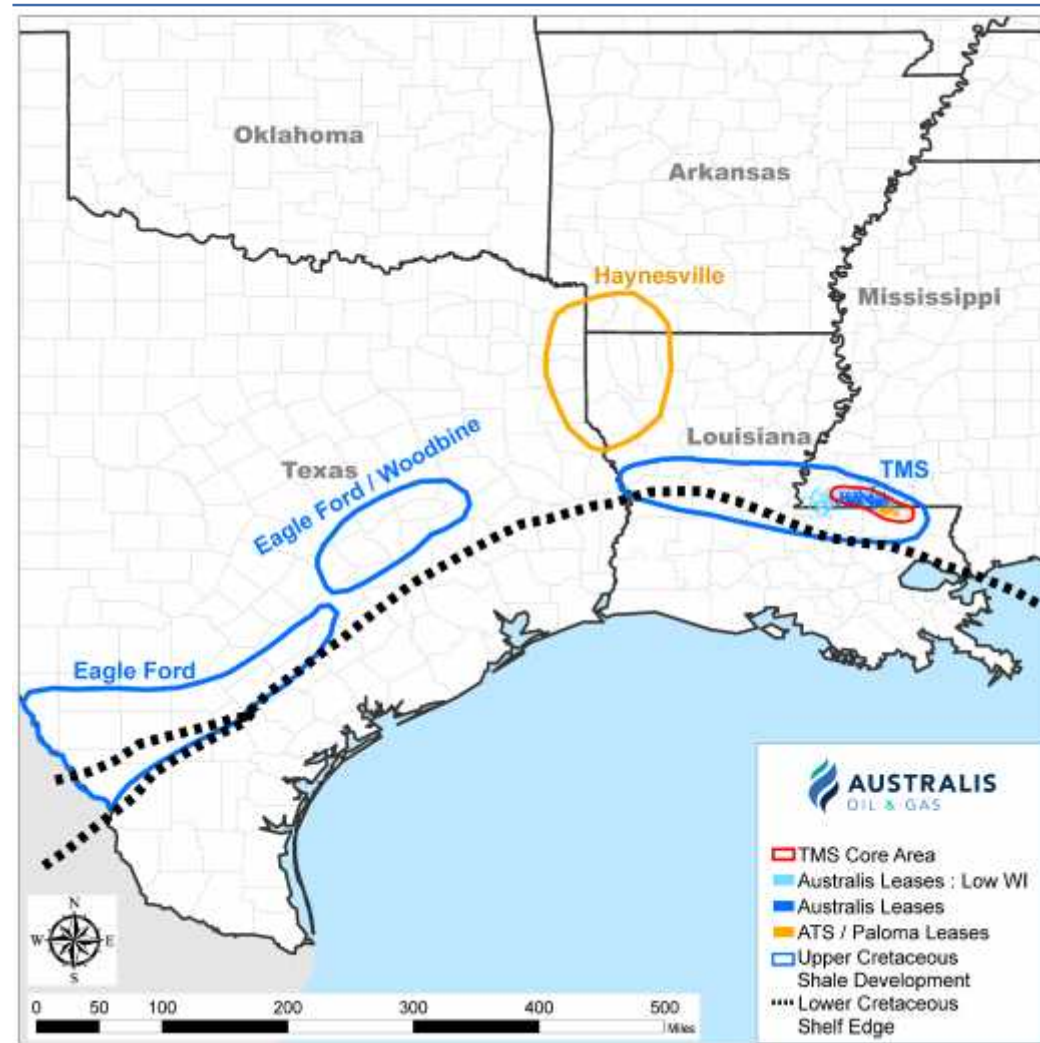 Oklahoma
Arkansas
Haynesville
Mississippi
Louisiana
TMS
Texas
Eagle Ford / Woodbine
Eagle Ford
AUSTRALIS
OIL & GAS
TMS Core Area
Australis Leases : Low WI
Australis Leases
ATS / Paloma Leases
Upper Cretaceous
Shale Development
Lower Cretaceous
Shelf Edge
N
W E
S
0 50 100 200 300 400 500
Miles